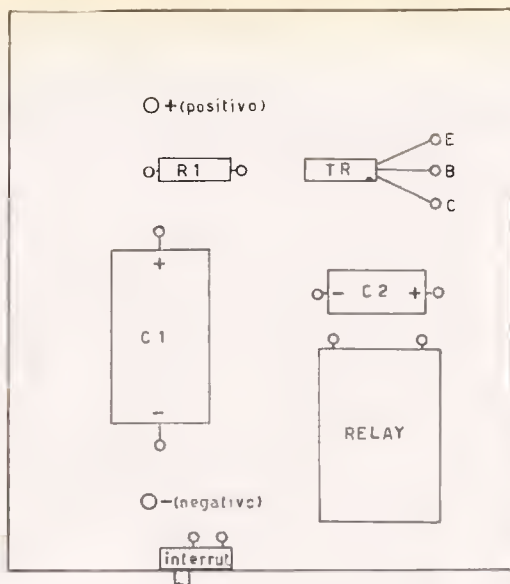 +(positivo)
E
R1
TR
B
C
+
C1
-
- C2 +
RELAY
-(negativo)
interrut